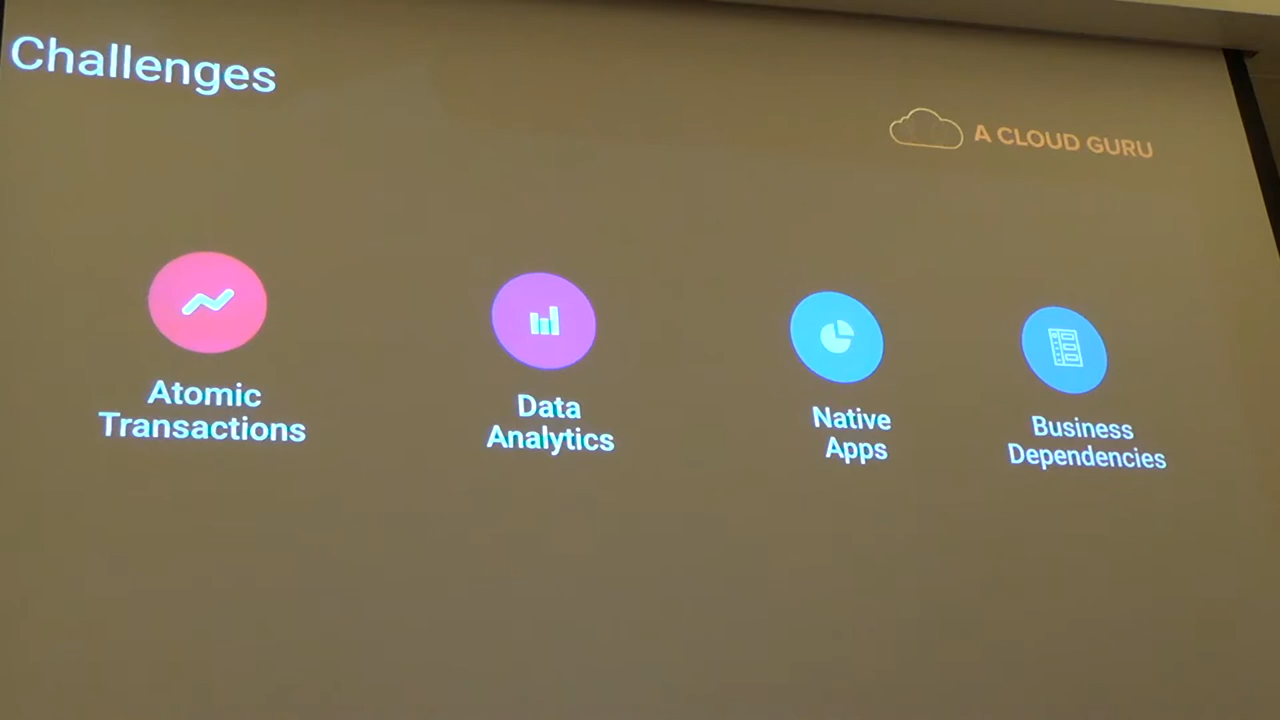 Challenges
A CLOUD GURU
Atomic
Transactions
Data
Analytics
Native
Apps
Business
Dependencies